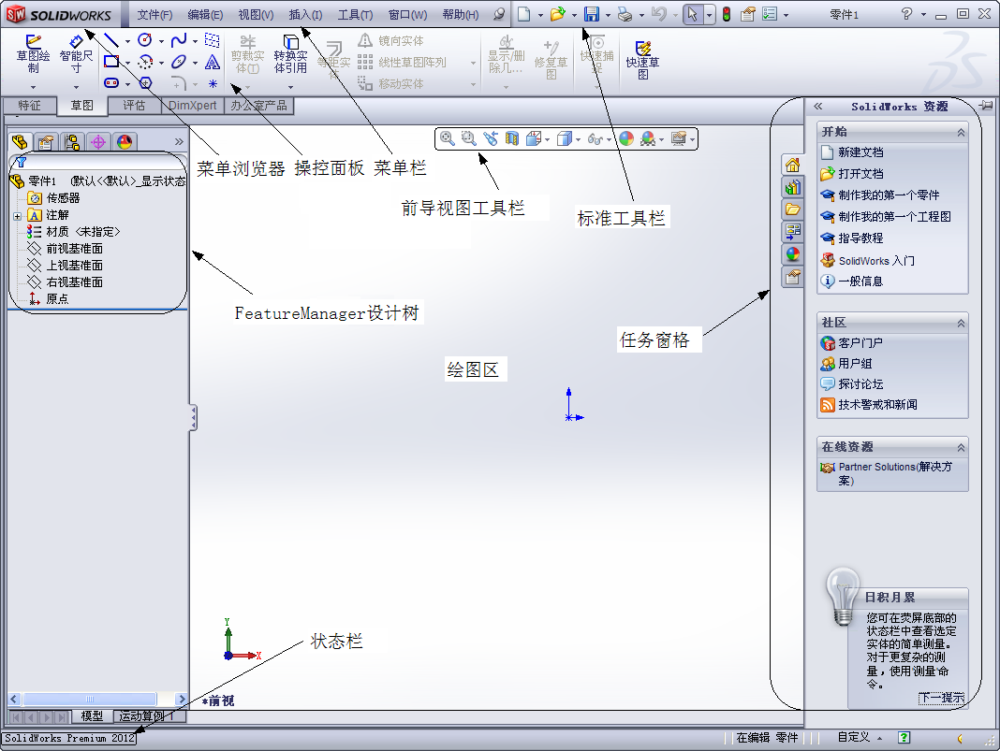 SOLIDWORKS 文件(F) 编辑(E) 视图(V) 插入(I) 工具(T) 窗口(W) 帮助(H) 零件1 ?
草图绘制
智能尺寸
剪裁实体(T)
转换实体引用
等距实体
镜向实体
线性草图阵列
移动实体
显示/删除几...
修复草图
快速捕捉
快速草图
特征 草图 评估 DimXpert 办公室产品
菜单浏览器 操控面板 菜单栏
前导视图工具栏
标准工具栏
零件1 (默认<<默认>_显示状态
传感器
A 注解
材质 <未指定>
前视基准面
上视基准面
右视基准面
原点
FeatureManager设计树
任务窗格
绘图区
SolidWorks 资源
开始
新建文档
打开文档
制作我的第一个零件
制作我的第一个工程图
指导教程
SolidWorks 入门
一般信息
社区
客户门户
用户组
探讨论坛
技术警戒和新闻
在线资源
Partner Solutions(解决方
案)
日积月累
您可在荧屏底部的
状态栏中查看选定
实体的简单测量。
对于更复杂的测
量，使用'测量'命
令。
下一提示
Y
X
状态栏
*前视
模型 运动算例 1
SolidWorks Premium 2012 在编辑 零件 自定义 ?